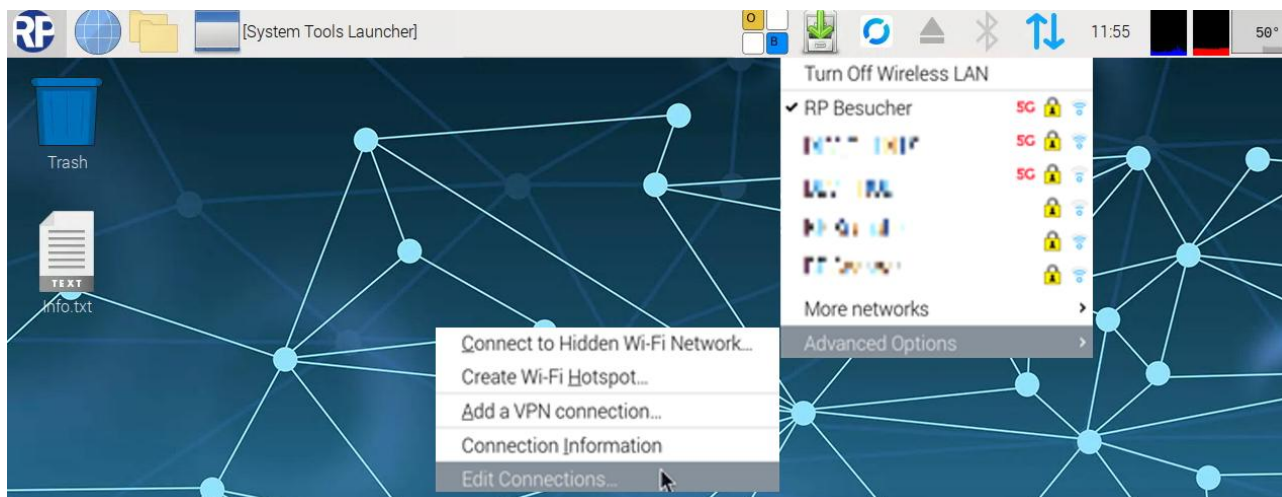 RP
[System Tools Launcher]
O
B
11:55
50°
Turn Off Wireless LAN
RP Besucher 5G
5G
5G
More networks
Advanced Options
Trash
TEXT
Info.txt
Connect to Hidden Wi-Fi Network...
Create Wi-Fi Hotspot...
Add a VPN connection...
Connection Information
Edit Connections...